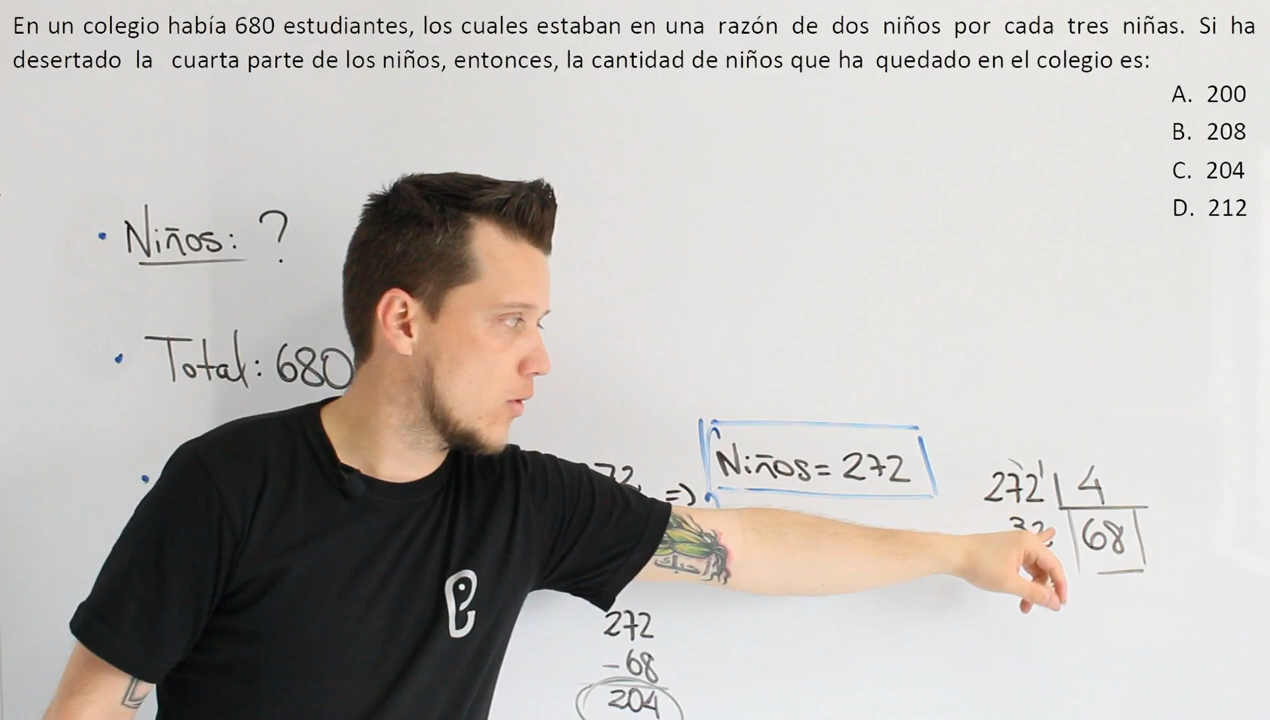 En un colegio había 680 estudiantes, los cuales estaban en una razón de dos niños por cada tres niñas. Si ha
desertado la cuarta parte de los niños, entonces, la cantidad de niños que ha quedado en el colegio es:
A. 200
B. 208
C. 204
D. 212
Niños: ?
Total: 680
72 =>
Niños = 272
272 4
32 68
272
-68
204